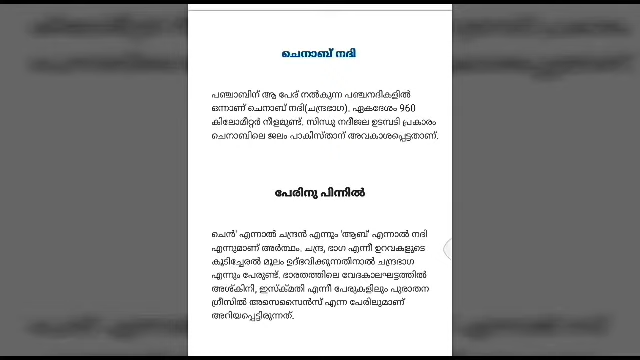 ചെനാബ് നദി
പഞ്ചാബിന് ആ പേര് നൽകുന്ന പഞ്ചനദികളിൽ
ഒന്നാണ് ചെനാബ് നദി(ചന്ദ്രഭാഗ). ഏകദേശം 960
കിലോമീറ്റർ നീളമുണ്ട്. സിന്ധു നദീജല ഉടമ്പടി പ്രകാരം
ചെനാബിലെ ജലം പാകിസ്താന് അവകാശപ്പെട്ടതാണ്.
പേരിനു പിന്നിൽ
ചെൻ' എന്നാൽ ചന്ദ്രൻ എന്നും 'ആബ്' എന്നാൽ നദി
എന്നുമാണ് അർത്ഥം. ചന്ദ്ര, ഭാഗ എന്നീ ഉറവകളുടെ
കൂടിച്ചേരൽ മൂലം ഉദ്ഭവിക്കുന്നതിനാൽ ചന്ദ്രഭാഗ
എന്നും പേരുണ്ട്. ഭാരതത്തിലെ വേദകാലഘട്ടത്തിൽ
അശ്കിനി, ഇസ്ക്മതി എന്നീ പേരുകളിലും പുരാതന
ഗ്രീസിൽ അസെസൈൻസ് എന്ന പേരിലുമാണ്
അറിയപ്പെട്ടിരുന്നത്.